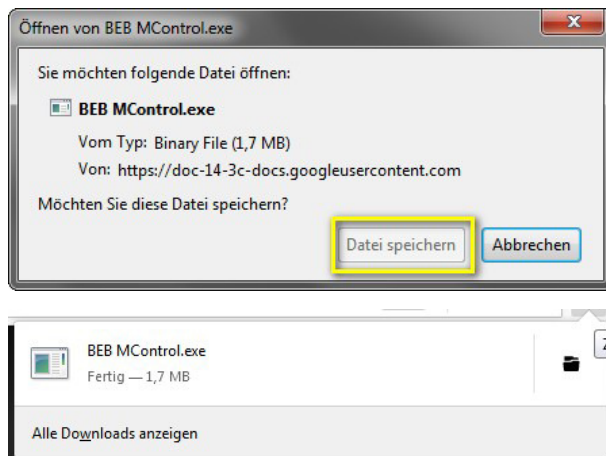 Öffnen von BEB MControl.exe
Sie möchten folgende Datei öffnen:
BEB MControl.exe
Vom Typ: Binary File (1,7 MB)
Von: https://doc-14-3c-docs.googleusercontent.com
Möchten Sie diese Datei speichern?
Datei speichern Abbrechen
BEB MControl.exe
Fertig — 1,7 MB
Alle Downloads anzeigen